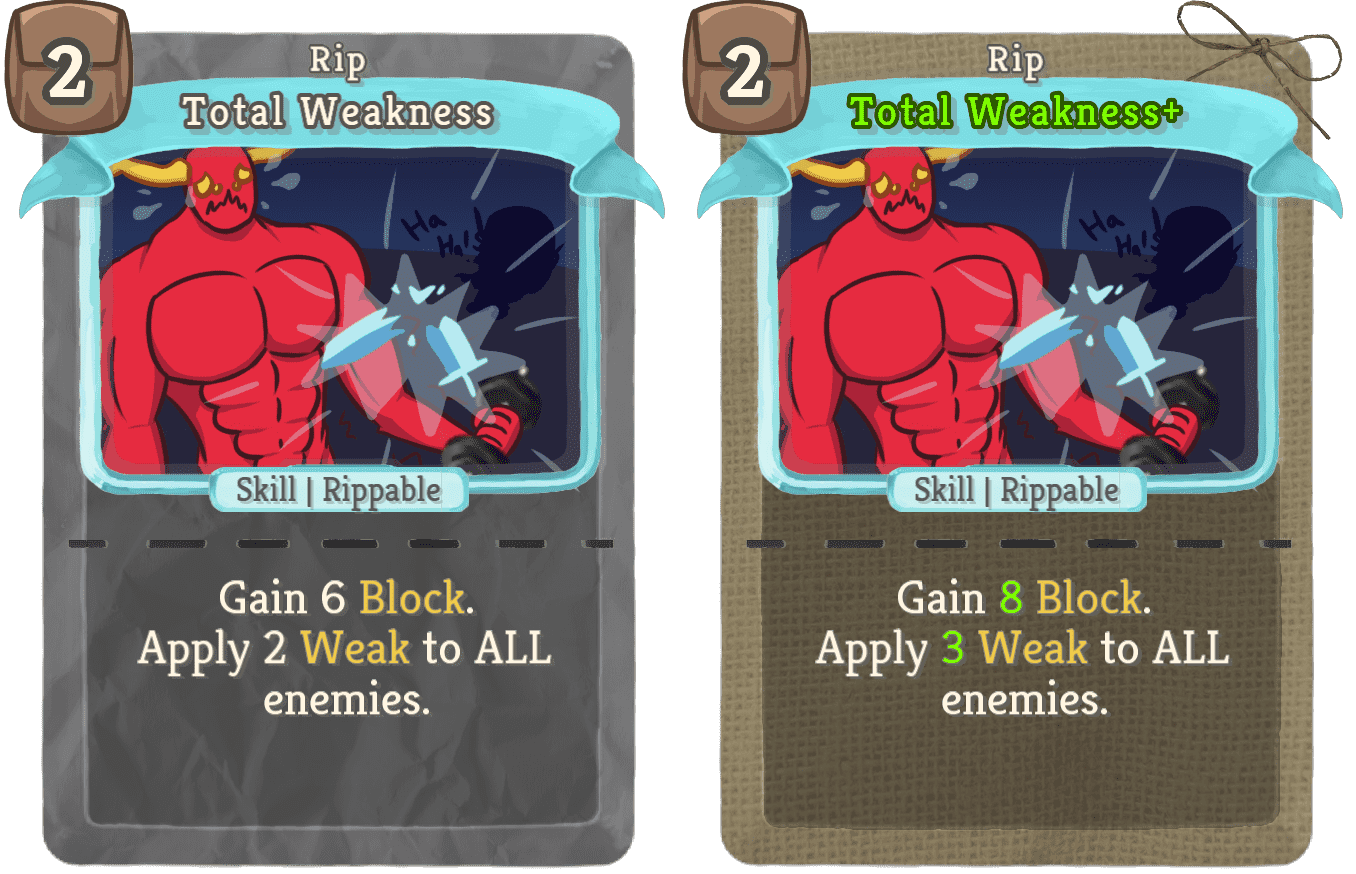 2
Rip
Total Weakness
Ha
Ha!s!
Skill | Rippable
Gain 6 Block.
Apply 2 Weak to ALL
enemies.
2
Rip
Total Weakness+
Ha
Ha!s!
Skill | Rippable
Gain 8 Block.
Apply 3 Weak to ALL
enemies.